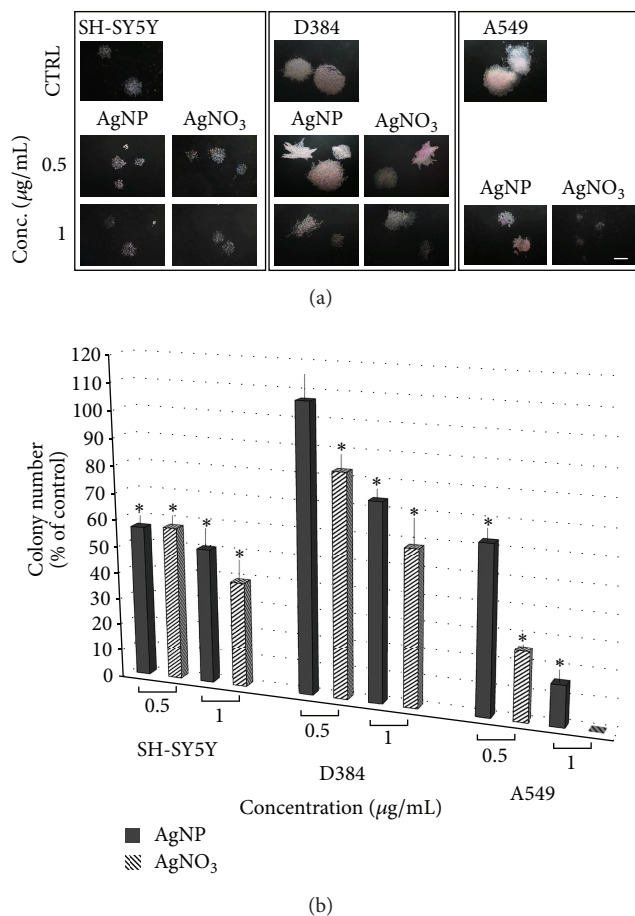 SH-SY5Y D384 A549
CTRL
AgNP AgNO₃ AgNP AgNO₃
0.5
AgNP AgNO₃
1
Conc. (μg/mL)
(a)
120
110
100
90
80
70
60
50
40
30
20
10
0
Colony number
(% of control)
* * * * * * * * * *
0.5 1 0.5 1 0.5 1
SH-SY5Y D384 A549
Concentration (μg/mL)
AgNP
AgNO₃
(b)